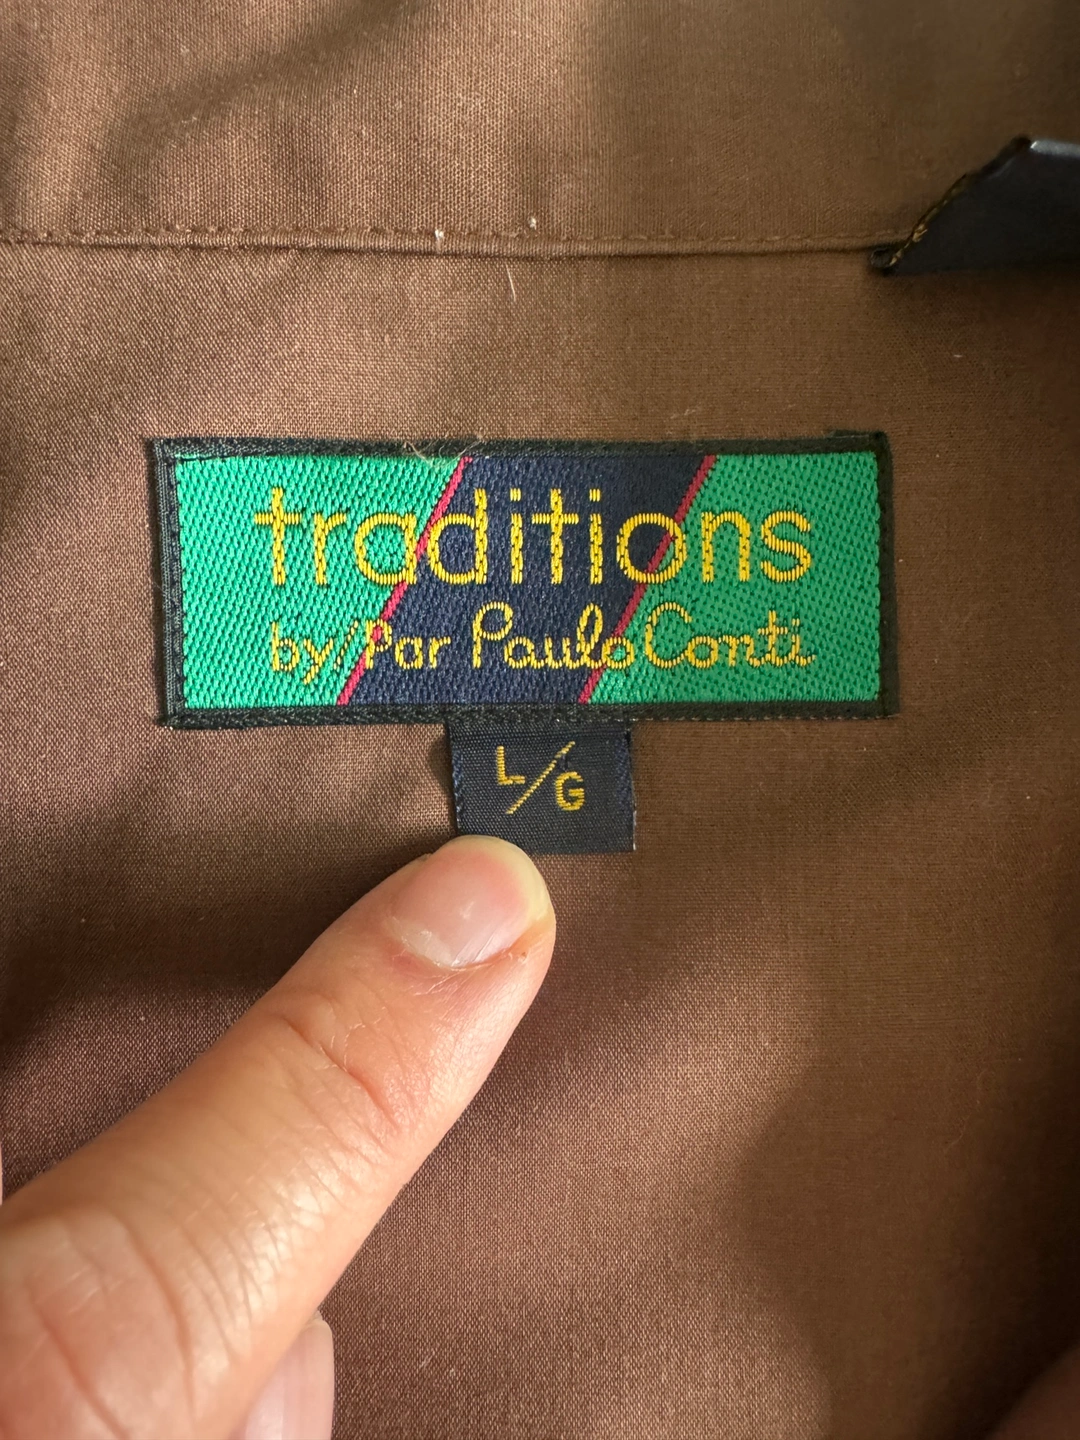 traditions
by/Par Paulo Conti
L/G